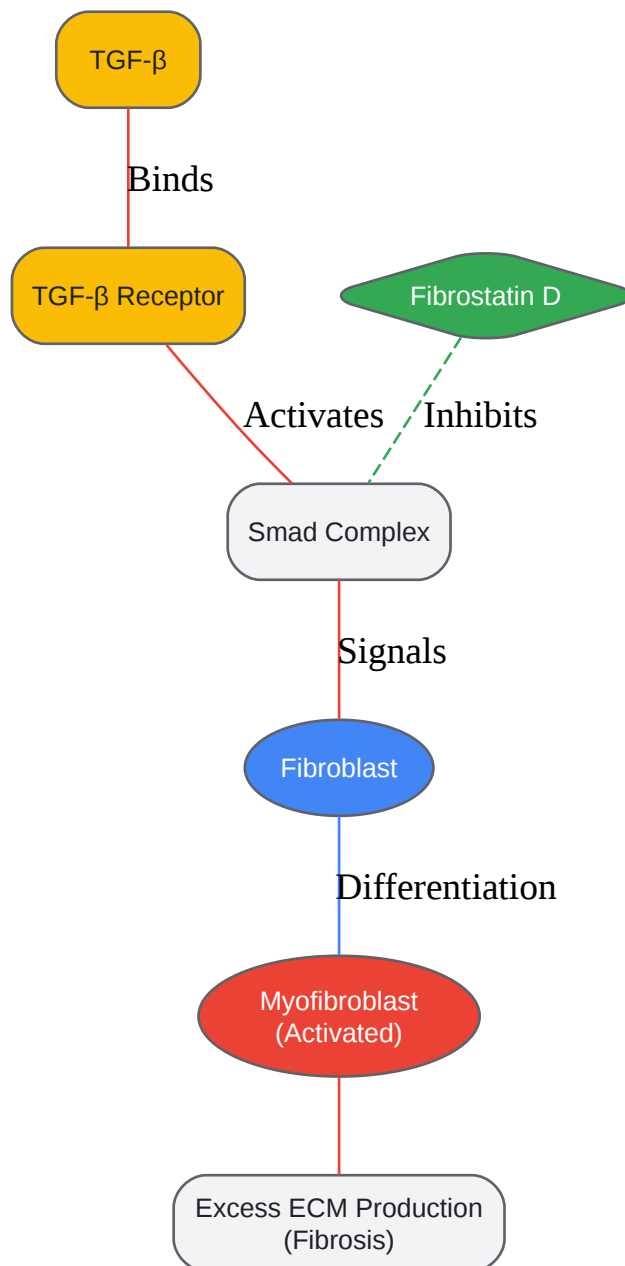 TGF-β
Binds
TGF-β Receptor
Fibrostatin D
Activates
Inhibits
Smad Complex
Signals
Fibroblast
Differentiation
Myofibroblast
(Activated)
Excess ECM Production
(Fibrosis)